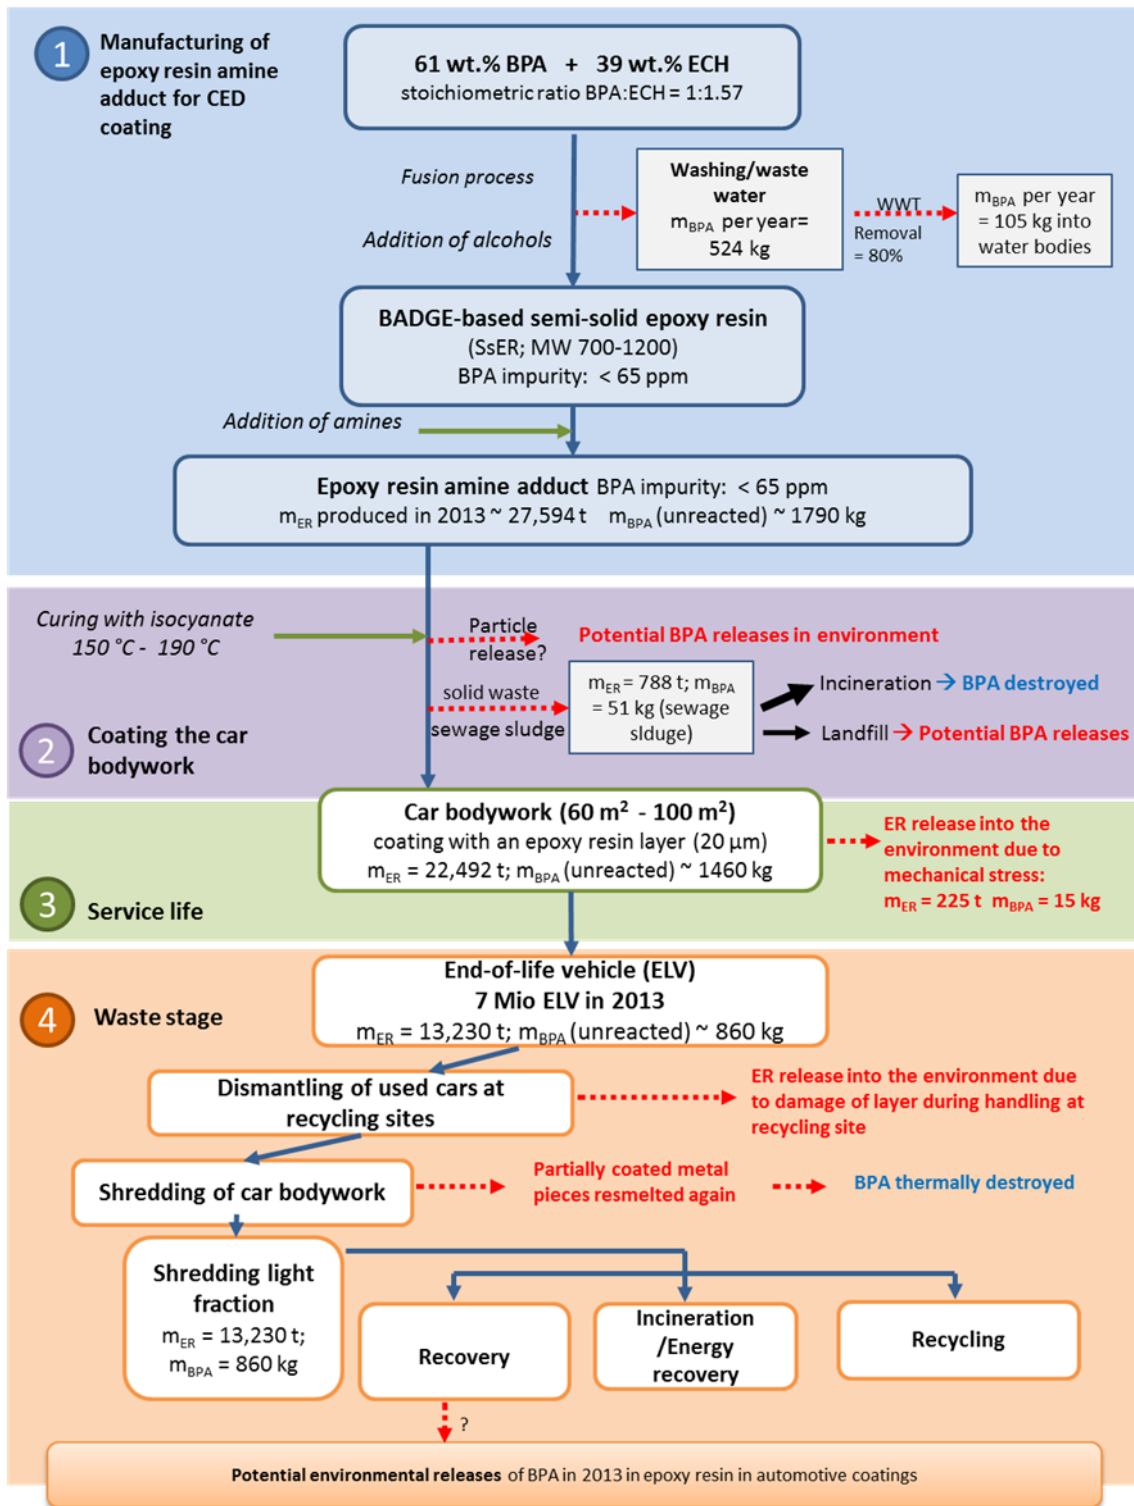 1
Manufacturing of
epoxy resin amine
adduct for CED
coating
61 wt.% BPA + 39 wt.% ECH
stoichiometric ratio BPA:ECH = 1:1.57
Fusion process
Addition of alcohols
Washing/waste
water
mBPA per year=
524 kg
WWT
Removal
= 80%
mBPA per year
= 105 kg into
water bodies
BADGE-based semi-solid epoxy resin
(SsER; MW 700-1200)
BPA impurity: < 65 ppm
Addition of amines
Epoxy resin amine adduct BPA impurity: < 65 ppm
mER produced in 2013 ~ 27,594 t mBPA (unreacted) ~ 1790 kg
Curing with isocyanate
150 °C - 190 °C
Particle
release?
Potential BPA releases in environment
solid waste
sewage sludge
mER = 788 t; mBPA
= 51 kg (sewage
slduge)
Incineration → BPA destroyed
Landfill → Potential BPA releases
2
Coating the car
bodywork
Car bodywork (60 m² - 100 m²)
coating with an epoxy resin layer (20 µm)
mER = 22,492 t; mBPA (unreacted) ~ 1460 kg
ER release into the
environment due to
mechanical stress:
mER = 225 t mBPA = 15 kg
3
Service life
End-of-life vehicle (ELV)
7 Mio ELV in 2013
mER = 13,230 t; mBPA (unreacted) ~ 860 kg
4
Waste stage
Dismantling of used cars at
recycling sites
ER release into the environment due
to damage of layer during handling at
recycling site
Shredding of car bodywork
Partially coated metal
pieces resmelted again
BPA thermally destroyed
Shredding light
fraction
mER = 13,230 t;
mBPA = 860 kg
Recovery
Incineration
/Energy
recovery
Recycling
?
Potential environmental releases of BPA in 2013 in epoxy resin in automotive coatings